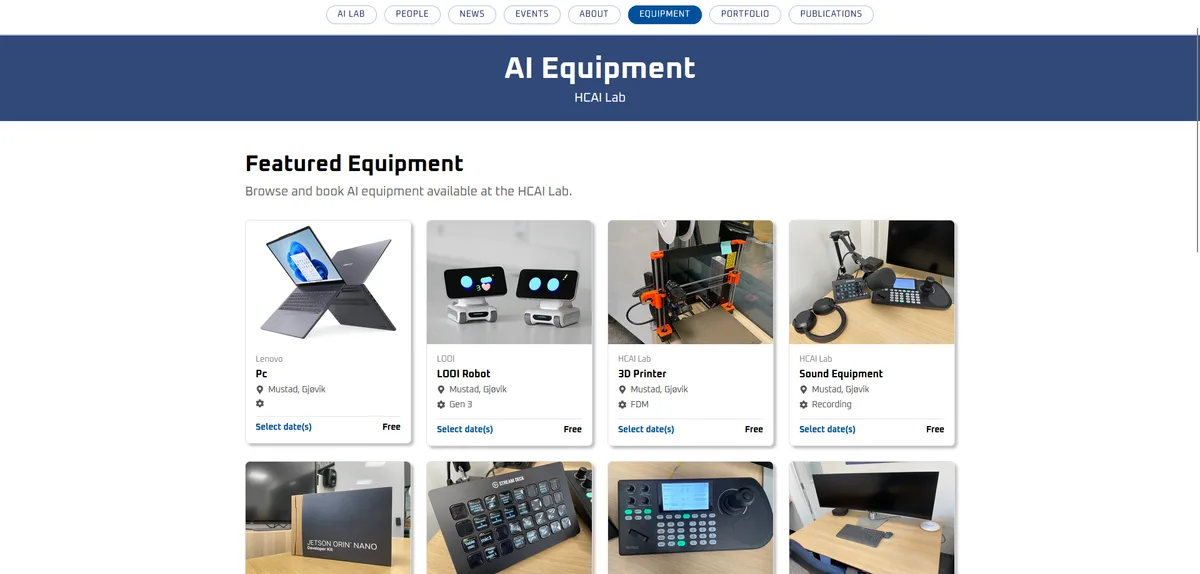 AI LAB
PEOPLE
NEWS
EVENTS
ABOUT
EQUIPMENT
PORTFOLIO
PUBLICATIONS
AI Equipment
HCAI Lab
Featured Equipment
Browse and book AI equipment available at the HCAI Lab.
Lenovo
Pc
Mustad, Gjøvik
Select date(s)
Free
LOOI
LOOI Robot
Mustad, Gjøvik
Gen 3
Select date(s)
Free
HCAI Lab
3D Printer
Mustad, Gjøvik
FDM
Select date(s)
Free
HCAI Lab
Sound Equipment
Mustad, Gjøvik
Recording
Select date(s)
Free
JETSON ORIN NANO
Developer Kit
STREAM DECK